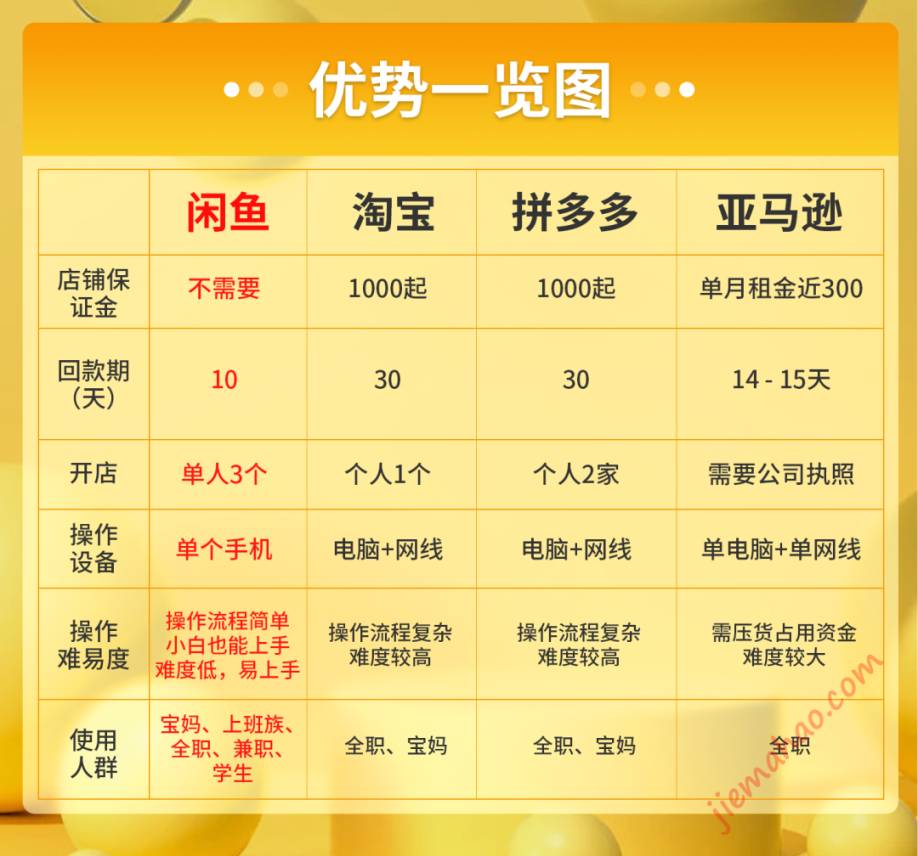 优势一览图
闲鱼 淘宝 拼多多 亚马逊
店铺保
证金
不需要 1000起 1000起 单月租金近300
回款期
（天）
10 30 30 14 - 15天
开店 单人3个 个人1个 个人2家 需要公司执照
操作
设备
单个手机 电脑+网线 电脑+网线 单电脑+单网线
操作
难易度
操作流程简单
小白也能上手
难度低，易上手
操作流程复杂
难度较高
操作流程复杂
难度较高
需压货占用资金
难度较大
使用
人群
宝妈、上班族、
全职、兼职、
学生
全职、宝妈 全职、宝妈 全职
jiemahao.com